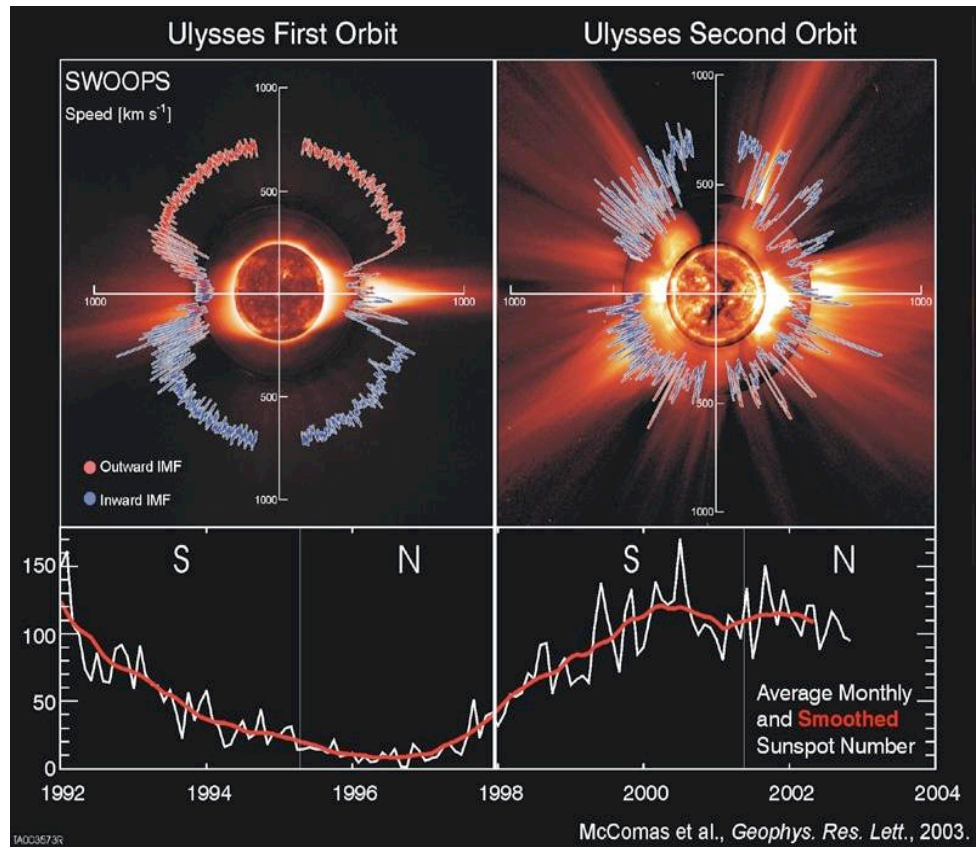 Ulysses First Orbit
Ulysses Second Orbit
SWOOPS
Speed [km s-1]
1000
500
1000
1000
500
1000
Outward IMF
Inward IMF
1000
500
1000
1000
500
1000
S
N
S
N
150
100
50
0
Average Monthly
and Smoothed
Sunspot Number
1992
1994
1996
1998
2000
2002
2004
IA003573R
McComas et al., Geophys. Res. Lett., 2003.